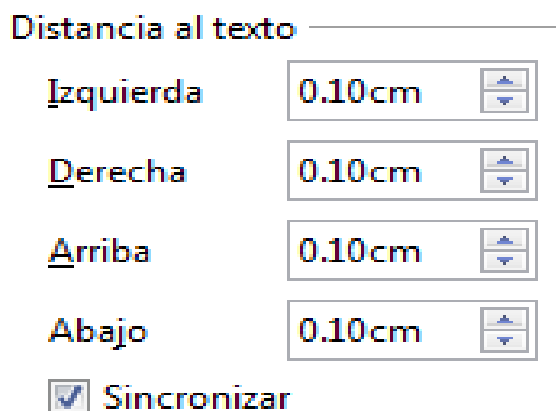 Distancia al texto
Izquierda 0.10cm
Derecha 0.10cm
Arriba 0.10cm
Abajo 0.10cm
Sincronizar